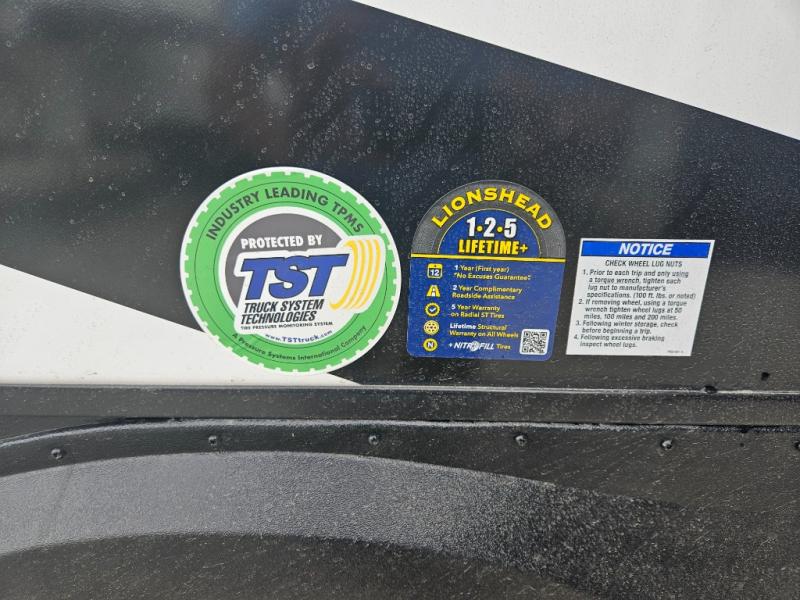 INDUSTRY LEADING TPMS
PROTECTED BY
TST
TRUCK SYSTEM
TECHNOLOGIES
TIRE PRESSURE MONITORING SYSTEM
www.TSTtruck.com
A Pressure Systems International Company
LIONSHEAD
1·2·5
LIFETIME+
12
1 Year (First year)
"No Excuses Guarantee"
2 Year Complimentary
Roadside Assistance
5 Year Warranty
on Radial ST Tires
Lifetime Structural
Warranty on All Wheels
N
+ NITROFILL Tires
NOTICE
CHECK WHEEL LUG NUTS
1. Prior to each trip and only using
a torque wrench, tighten each
lug nut to manufacturer's
specifications. (100 ft. lbs. or noted)
2. If removing wheel, using a torque
wrench tighten wheel lugs at 50
miles, 100 miles and 200 miles.
3. Following winter storage, check
before beginning a trip.
4. Following excessive braking
inspect wheel lugs.